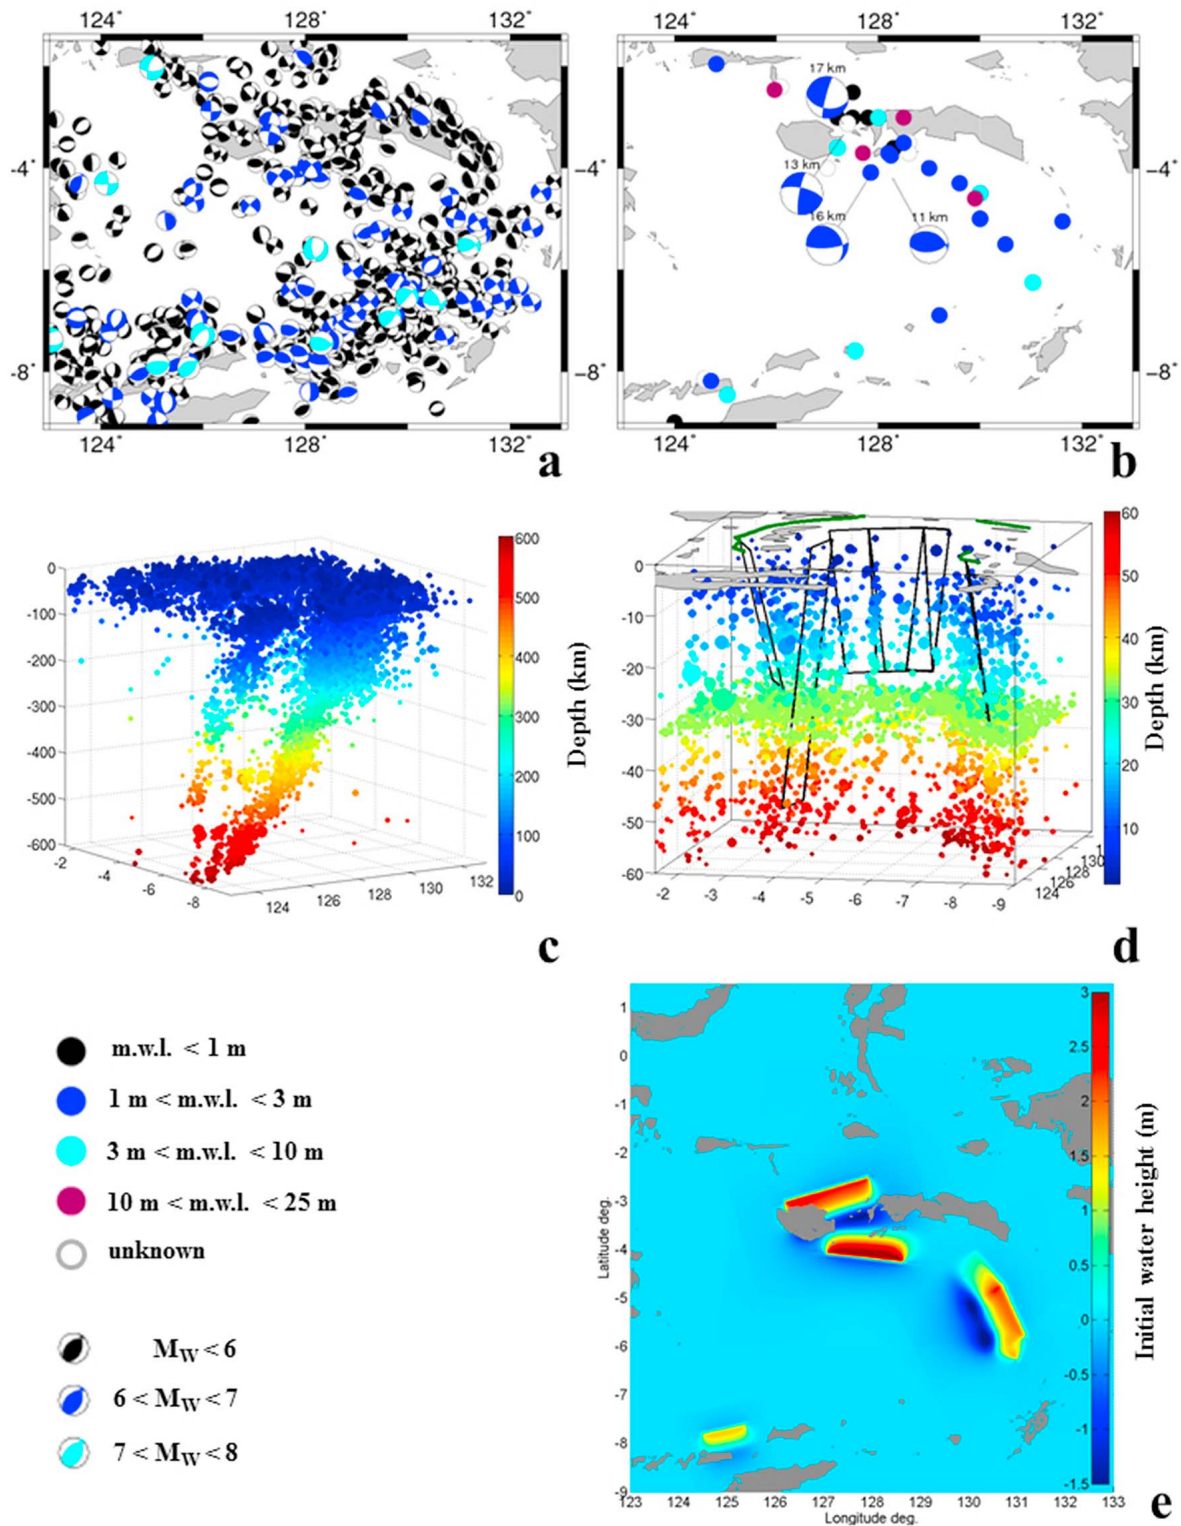 124° 128° 132°
−4°
−8°
124° 128° 132°
a
124° 128° 132°
17 km
13 km
16 km
11 km
−4°
−8°
124° 128° 132°
b
0
-100
-200
-300
-400
-500
-600
-2 -4 -6 -8
124 126 128 130 132
600
500
400
300
200
100
0
Depth (km)
c
0
-10
-20
-30
-40
-50
-60
-2 -3 -4 -5 -6 -7 -8 -9
124 126 128 130
60
50
40
30
20
10
Depth (km)
d
m.w.l. < 1 m
1 m < m.w.l. < 3 m
3 m < m.w.l. < 10 m
10 m < m.w.l. < 25 m
unknown
MW < 6
6 < MW < 7
7 < MW < 8
1
0
-1
-2
-3
-4
-5
-6
-7
-8
-9
Latitude deg.
123 124 125 126 127 128 129 130 131 132 133
Longitude deg.
3
2.5
2
1.5
1
0.5
0
-0.5
-1
-1.5
Initial water height (m)
e